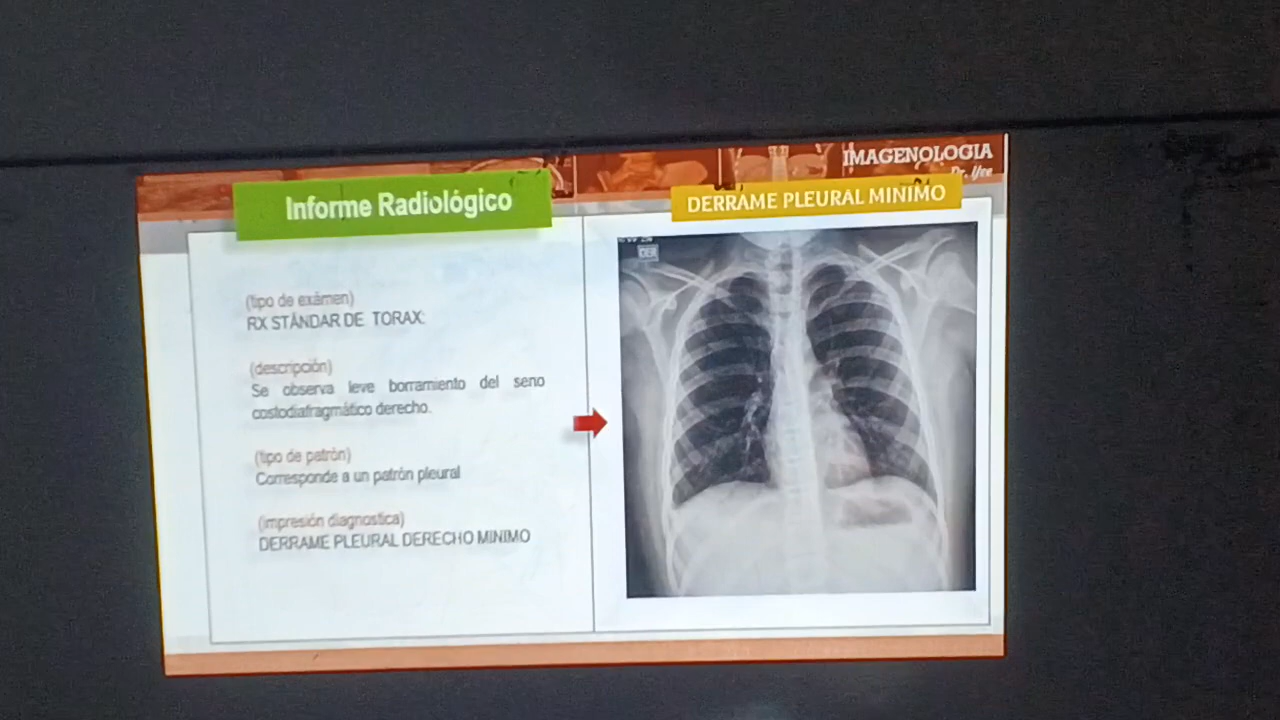 IMAGENOLOGIA
Informe Radiológico
DERRAME PLEURAL MINIMO
(tipo de exámen)
RX STÁNDAR DE TORAX:
(descripción)
Se observa leve borramiento del seno
costodiafragmático derecho.
(tipo de patrón)
Corresponde a un patrón pleural
(impresión diagnostica)
DERRAME PLEURAL DERECHO MINIMO